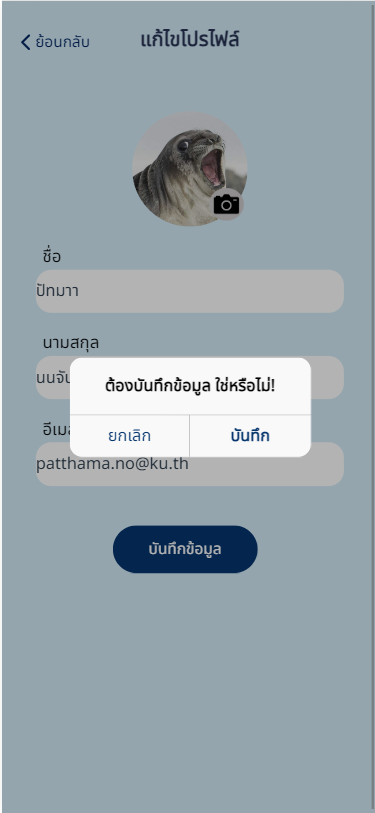 ย้อนกลับ
แก้ไขโปรไฟล์
ชื่อ
ปัทมาา
นามสกุล
ต้องบันทึกข้อมูล ใช่หรือไม่!
ยกเลิก
บันทึก
patthama.no@ku.th
บันทึกข้อมูล